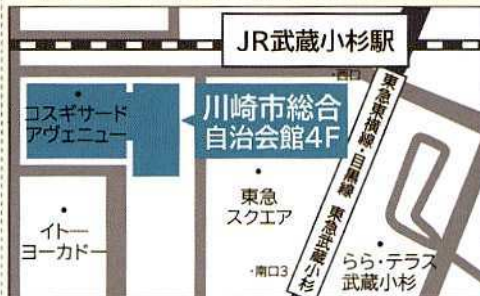 JR武蔵小杉駅
・西口
コスギサード
アヴェニュー
川崎市総合
自治会館4F
東急東横線・目黒線 東急武蔵小杉
東急
スクエア
イトー
ヨーカドー
・南口3
らら・テラス
武蔵小杉